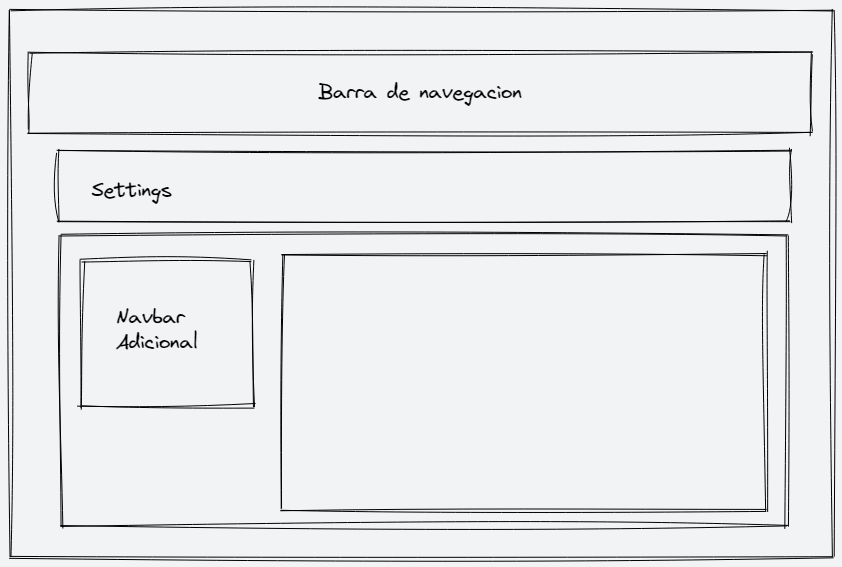 Barra de navegacion
Settings
Navbar
Adicional